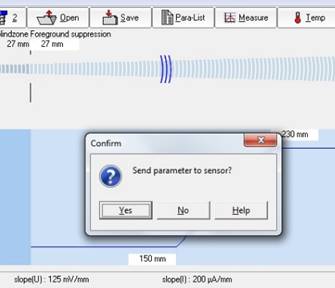 2 Open Save Para-List Measure Temp
lindzone Foreground suppression
27 mm 27 mm
Confirm
230 mm
Send parameter to sensor?
Yes No Help
150 mm
slope(U) : 125 mV/mm slope(I) : 200 µA/mm